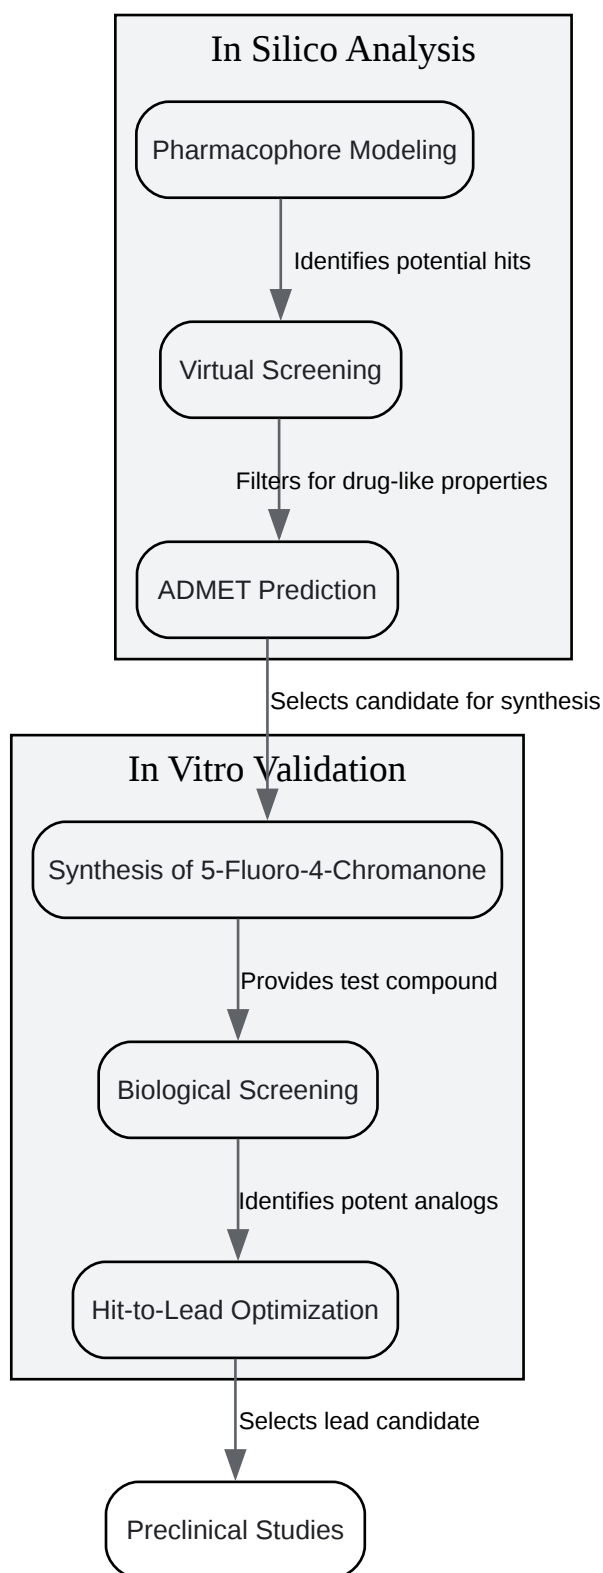 In Silico Analysis
Pharmacophore Modeling
Identifies potential hits
Virtual Screening
Filters for drug-like properties
ADMET Prediction
Selects candidate for synthesis
In Vitro Validation
Synthesis of 5-Fluoro-4-Chromanone
Provides test compound
Biological Screening
Identifies potent analogs
Hit-to-Lead Optimization
Selects lead candidate
Preclinical Studies